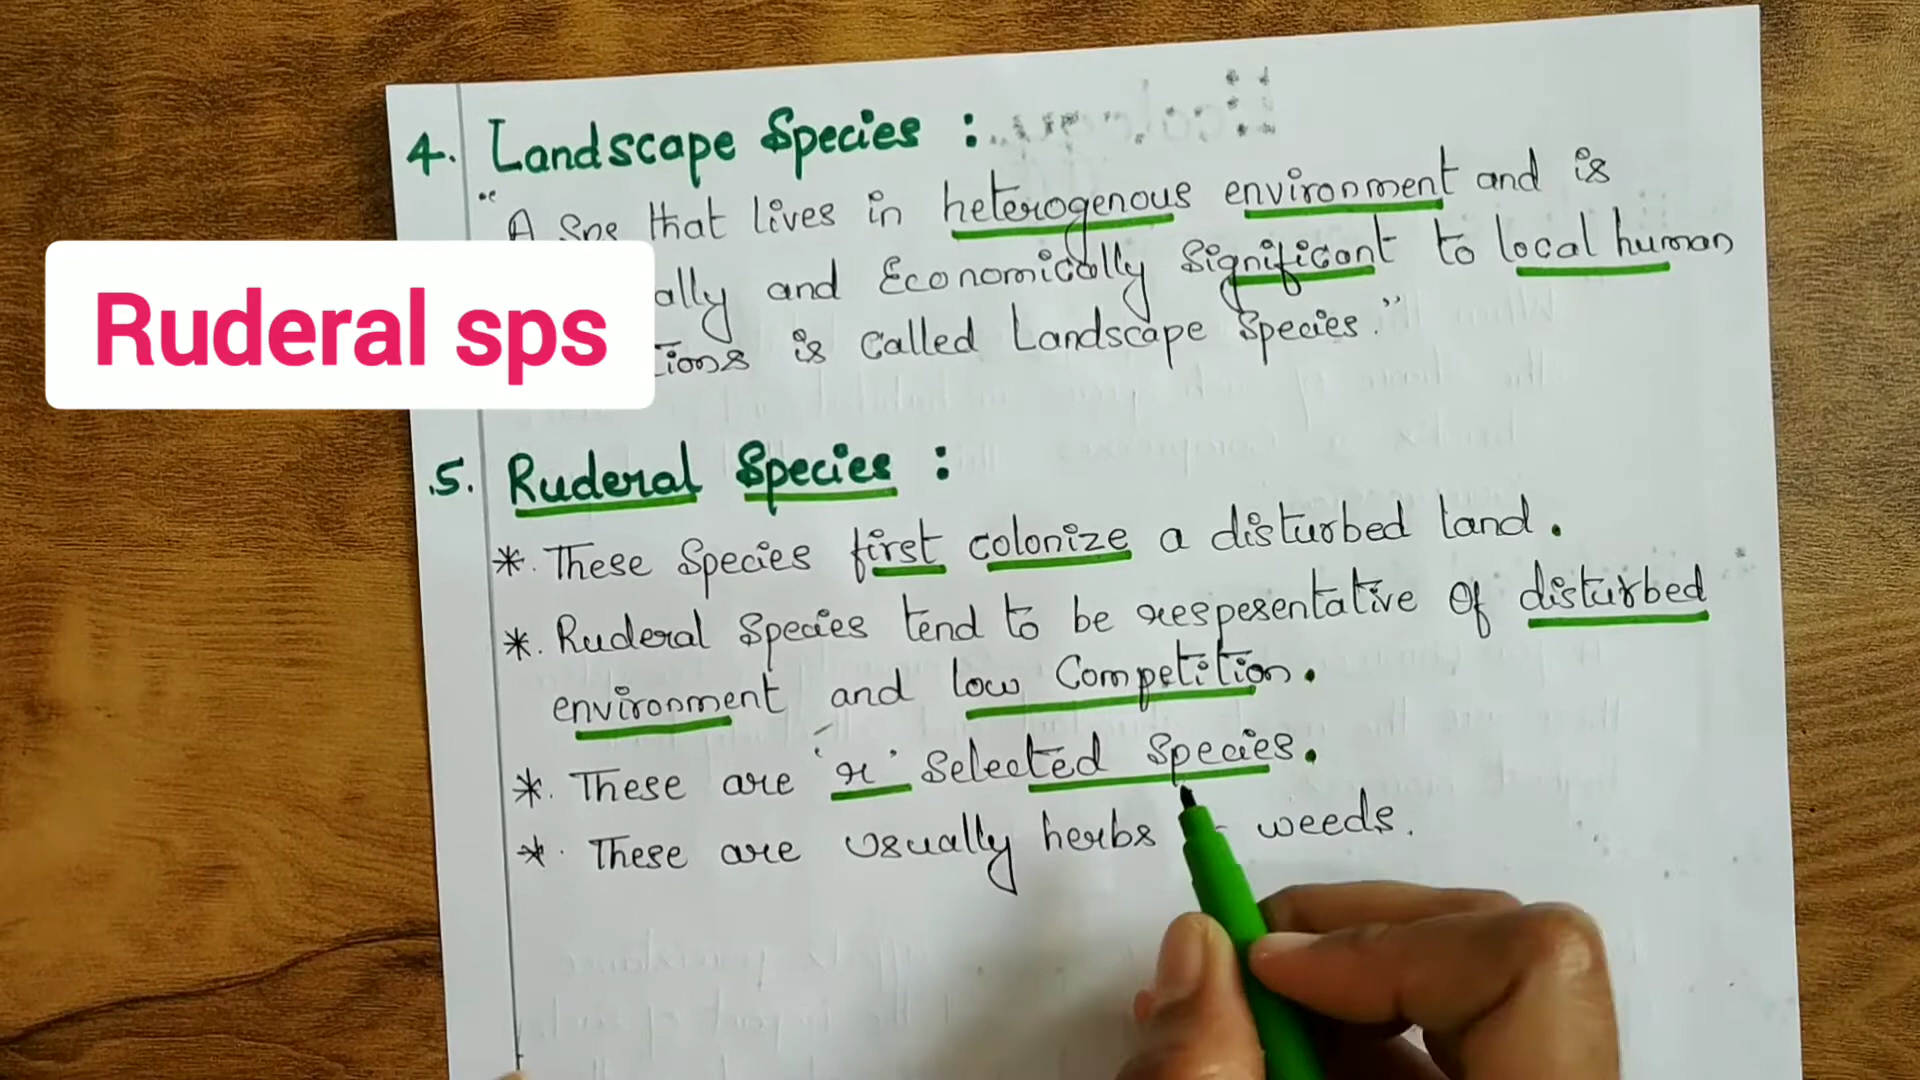 4. Landscape Species :
"A sps that lives in heterogenous environment and is
ally and Economically Significant to local human
tions is called Landscape Species."
Ruderal sps
5. Ruderal Species :
*. These Species first colonize a disturbed land.
*. Ruderal Species tend to be respesentative of disturbed
environment and low Competition.
*. These are 'r' Selected Species.
*. These are usually herbs weeds.